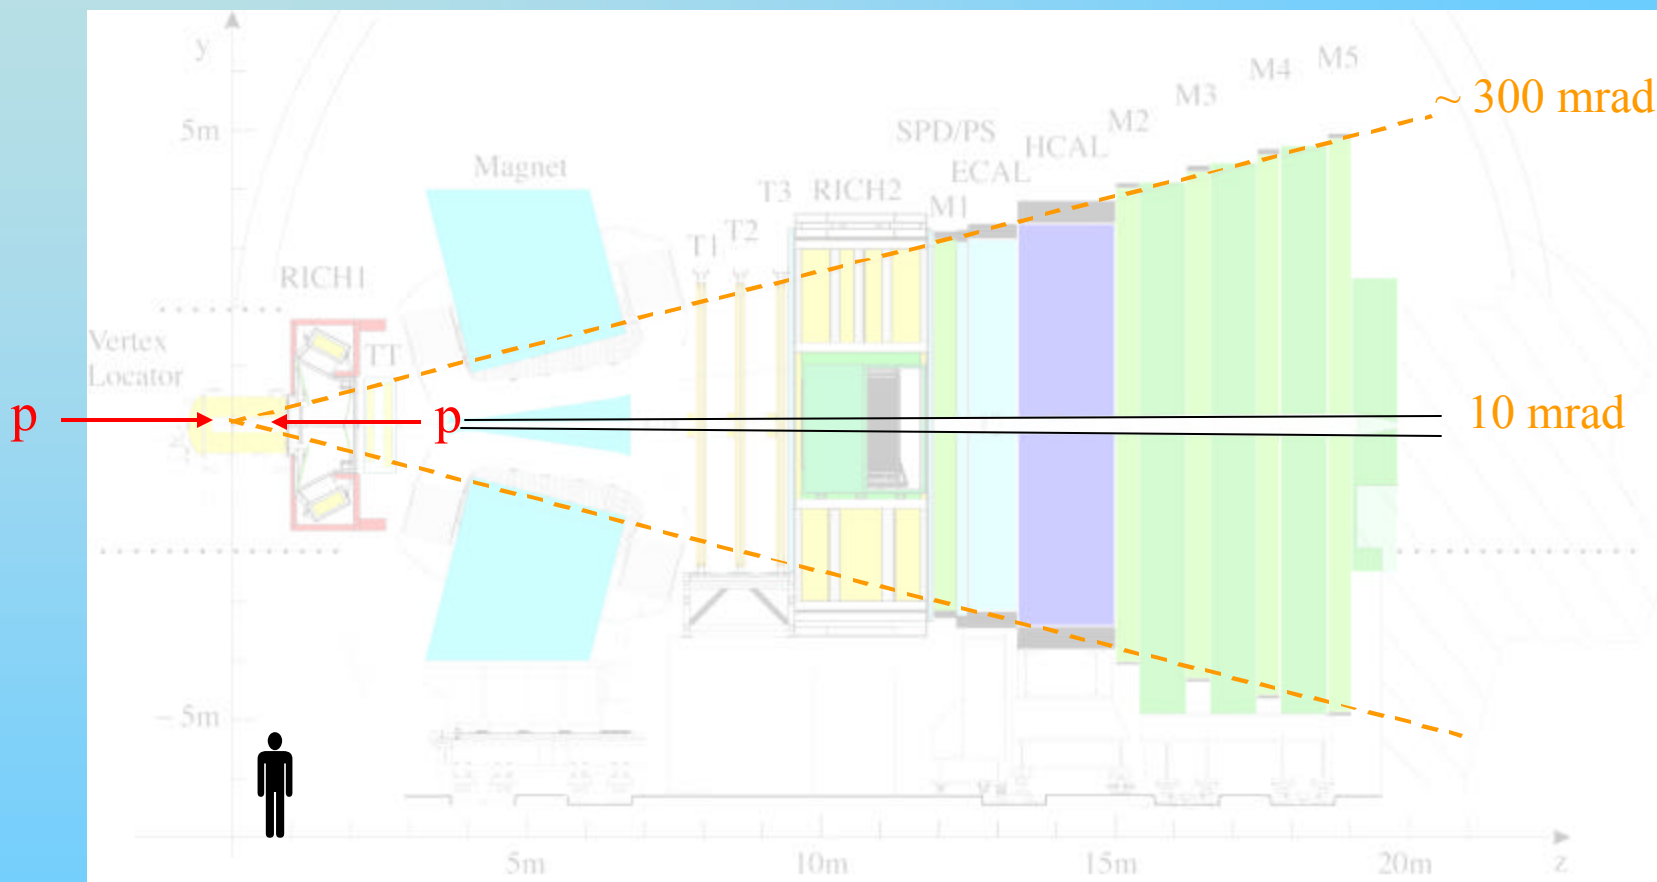 y
5m
Magnet
T3
RICH2
SPD/PS
ECAL
HCAL
M1
M2
M3
M4
M5
~ 300 mrad
T1
T2
RICH1
Vertex
Locator
TT
p
p
10 mrad
– 5m
5m
10m
15m
20m
z